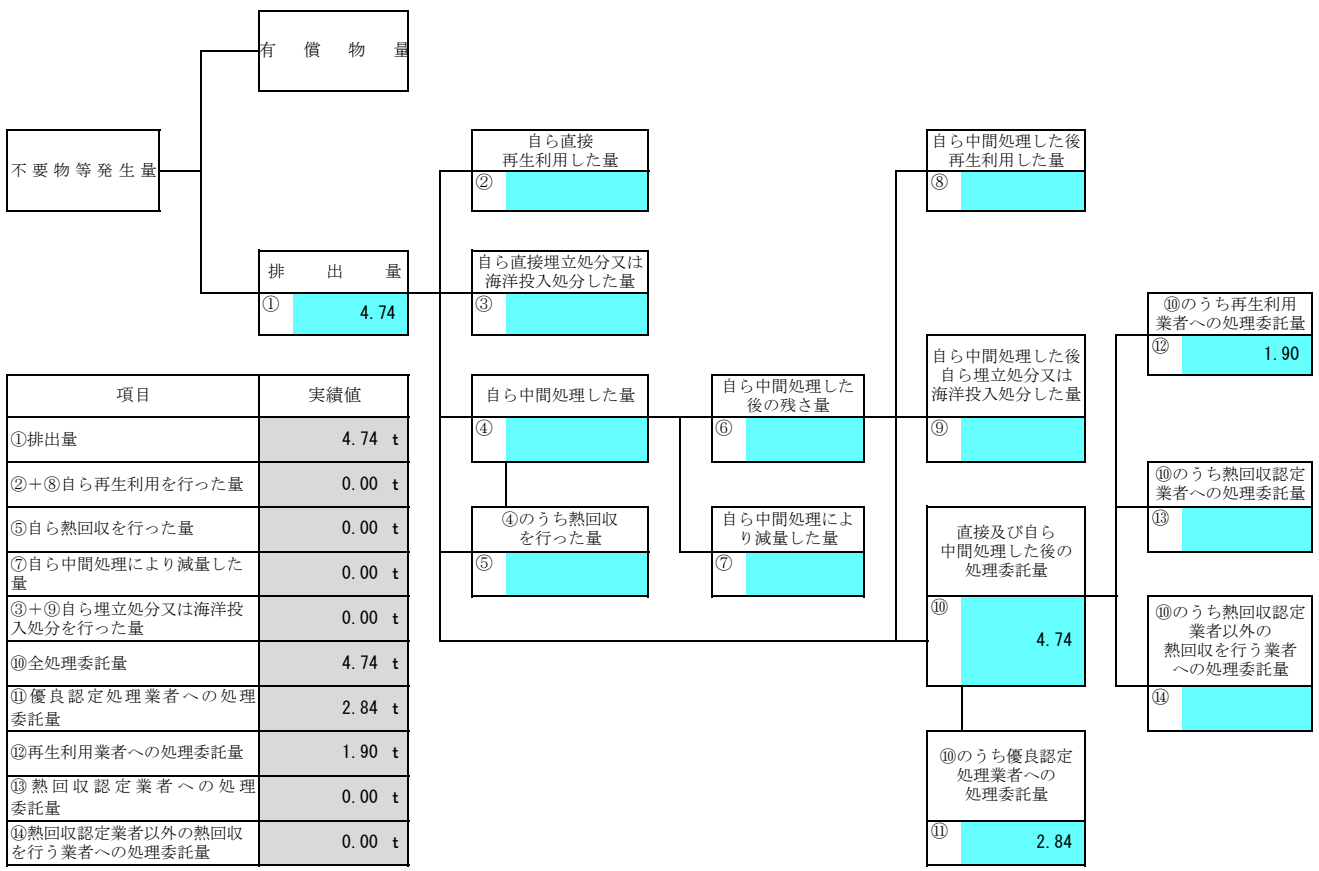 有償物量
不要物等発生量
排出量
①
4.74
自ら直接
再生利用した量
②
自ら直接埋立処分又は
海洋投入処分した量
③
自ら中間処理した量
④
④のうち熱回収
を行った量
⑤
自ら中間処理した
後の残さ量
⑥
自ら中間処理によ
り減量した量
⑦
自ら中間処理した後
再生利用した量
⑧
自ら中間処理した後
自ら埋立処分又は
海洋投入処分した量
⑨
直接及び自ら
中間処理した後の
処理委託量
⑩
4.74
⑩のうち優良認定
処理業者への
処理委託量
⑪
2.84
⑩のうち再生利用
業者への処理委託量
⑫
1.90
⑩のうち熱回収認定
業者への処理委託量
⑬
⑩のうち熱回収認定
業者以外の
熱回収を行う業者
への処理委託量
⑭
項目 実績値
①排出量 4.74 t
②+⑧自ら再生利用を行った量 0.00 t
⑤自ら熱回収を行った量 0.00 t
⑦自ら中間処理により減量した
量 0.00 t
③+⑨自ら埋立処分又は海洋投
入処分を行った量 0.00 t
⑩全処理委託量 4.74 t
⑪優良認定処理業者への処理
委託量 2.84 t
⑫再生利用業者への処理委託量 1.90 t
⑬熱回収認定業者への処理
委託量 0.00 t
⑭熱回収認定業者以外の熱回収
を行う業者への処理委託量 0.00 t